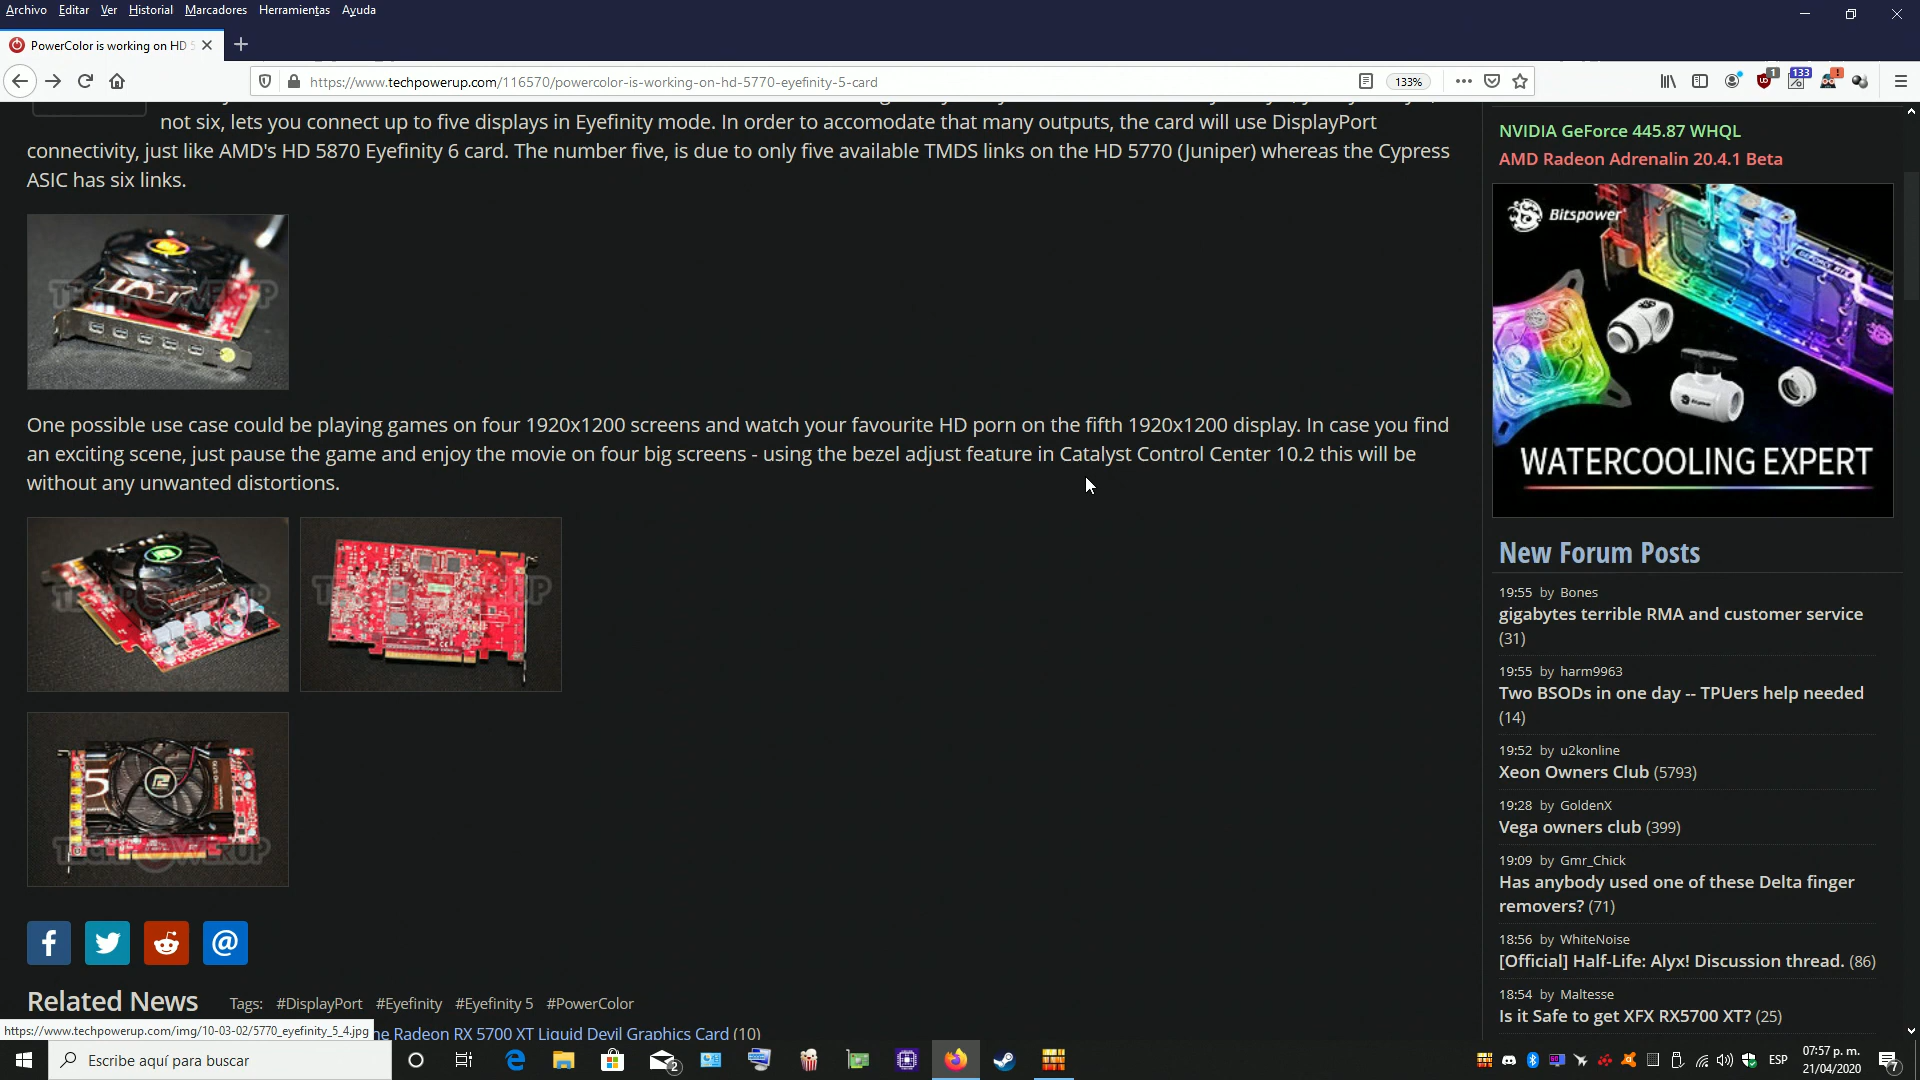 Archivo Editar Ver Historial Marcadores Herramientas Ayuda
PowerColor is working on HD 5
https://www.techpowerup.com/116570/powercolor-is-working-on-hd-5770-eyefinity-5-card
133%
1
133
not six, lets you connect up to five displays in Eyefinity mode. In order to accomodate that many outputs, the card will use DisplayPort
connectivity, just like AMD's HD 5870 Eyefinity 6 card. The number five, is due to only five available TMDS links on the HD 5770 (Juniper) whereas the Cypress
ASIC has six links.
TECHPOWERUP
One possible use case could be playing games on four 1920x1200 screens and watch your favourite HD porn on the fifth 1920x1200 display. In case you find
an exciting scene, just pause the game and enjoy the movie on four big screens - using the bezel adjust feature in Catalyst Control Center 10.2 this will be
without any unwanted distortions.
TECHPOWERUP
TECHPOWERUP
5
TECHPOWERUP
Related News Tags: #DisplayPort #Eyefinity #Eyefinity 5 #PowerColor
https://www.techpowerup.com/img/10-03-02/5770_eyefinity_5_4.jpg
ne Radeon RX 5700 XT Liquid Devil Graphics Card (10)
NVIDIA GeForce 445.87 WHQL
AMD Radeon Adrenalin 20.4.1 Beta
Bitspower
GEFORCE RTX
WATERCOOLING EXPERT
New Forum Posts
19:55 by Bones
gigabytes terrible RMA and customer service
(31)
19:55 by harm9963
Two BSODs in one day -- TPUers help needed
(14)
19:52 by u2konline
Xeon Owners Club (5793)
19:28 by GoldenX
Vega owners club (399)
19:09 by Gmr_Chick
Has anybody used one of these Delta finger
removers? (71)
18:56 by WhiteNoise
[Official] Half-Life: Alyx! Discussion thread. (86)
18:54 by Maltesse
Is it Safe to get XFX RX5700 XT? (25)
Escribe aquí para buscar
2
ESP
07:57 p. m.
21/04/2020
7